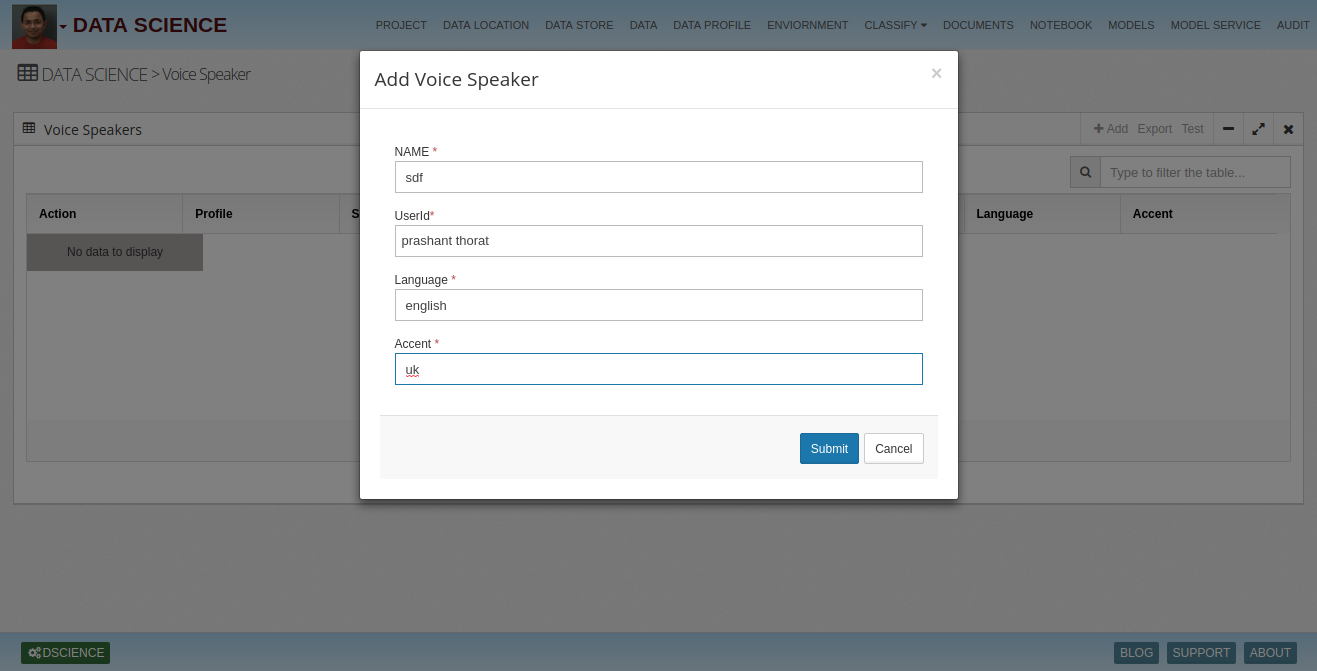 DATA SCIENCE
PROJECT DATA LOCATION DATA STORE DATA DATA PROFILE ENVIORNMENT CLASSIFY DOCUMENTS NOTEBOOK MODELS MODEL SERVICE AUDIT
DATA SCIENCE > Voice Speaker
Add Voice Speaker ×
Voice Speakers
Add Export Test
Type to filter the table...
Action Profile S Language Accent
No data to display
NAME *
sdf
UserId*
prashant thorat
Language *
english
Accent *
uk
Submit Cancel
DSCIENCE BLOG SUPPORT ABOUT